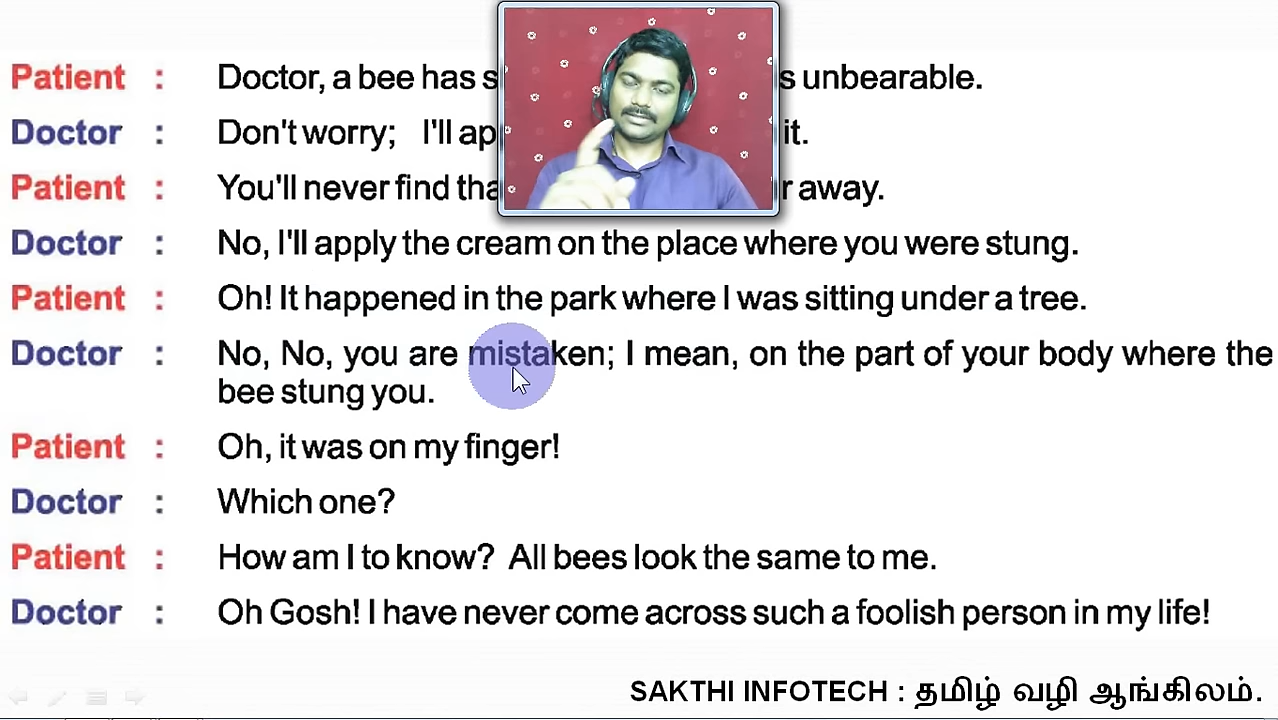 Patient : Doctor, a bee has s unbearable.
Doctor : Don't worry; I'll it.
Patient : You'll never find away.
Doctor : No, I'll apply the cream on the place where you were stung.
Patient : Oh! It happened in the park where I was sitting under a tree.
Doctor : No, No, you are mistaken; I mean, on the part of your body where the
bee stung you.
Patient : Oh, it was on my finger!
Doctor : Which one?
Patient : How am I to know? All bees look the same to me.
Doctor : Oh Gosh! I have never come across such a foolish person in my life!
SAKTHI INFOTECH : தமிழ் வழி ஆங்கிலம்.